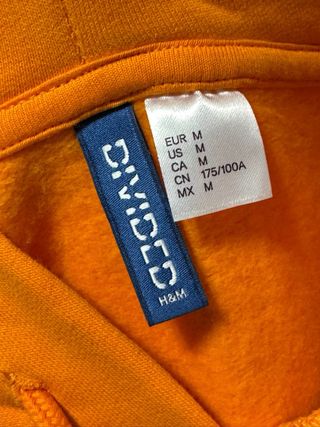 DIVIDED
H&M
EUR M
US M
CA M
CN 175/100A
MX M